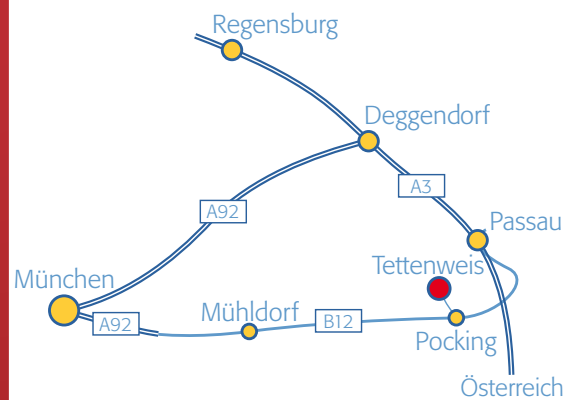 Regensburg
Deggendorf
A3
A92
Passau
Tettenweis
München
Mühldorf
A92
B12
Pocking
Österreich